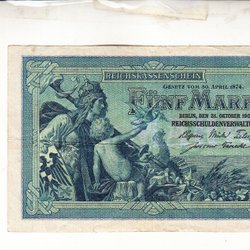 REICHSKASSENSCHEIN
GESETZ VOM 30. APRIL 1874.
FÜNF MARK
BERLIN, DEN 31. OKTOBER 190
REICHSSCHULDENVERWALTUNG